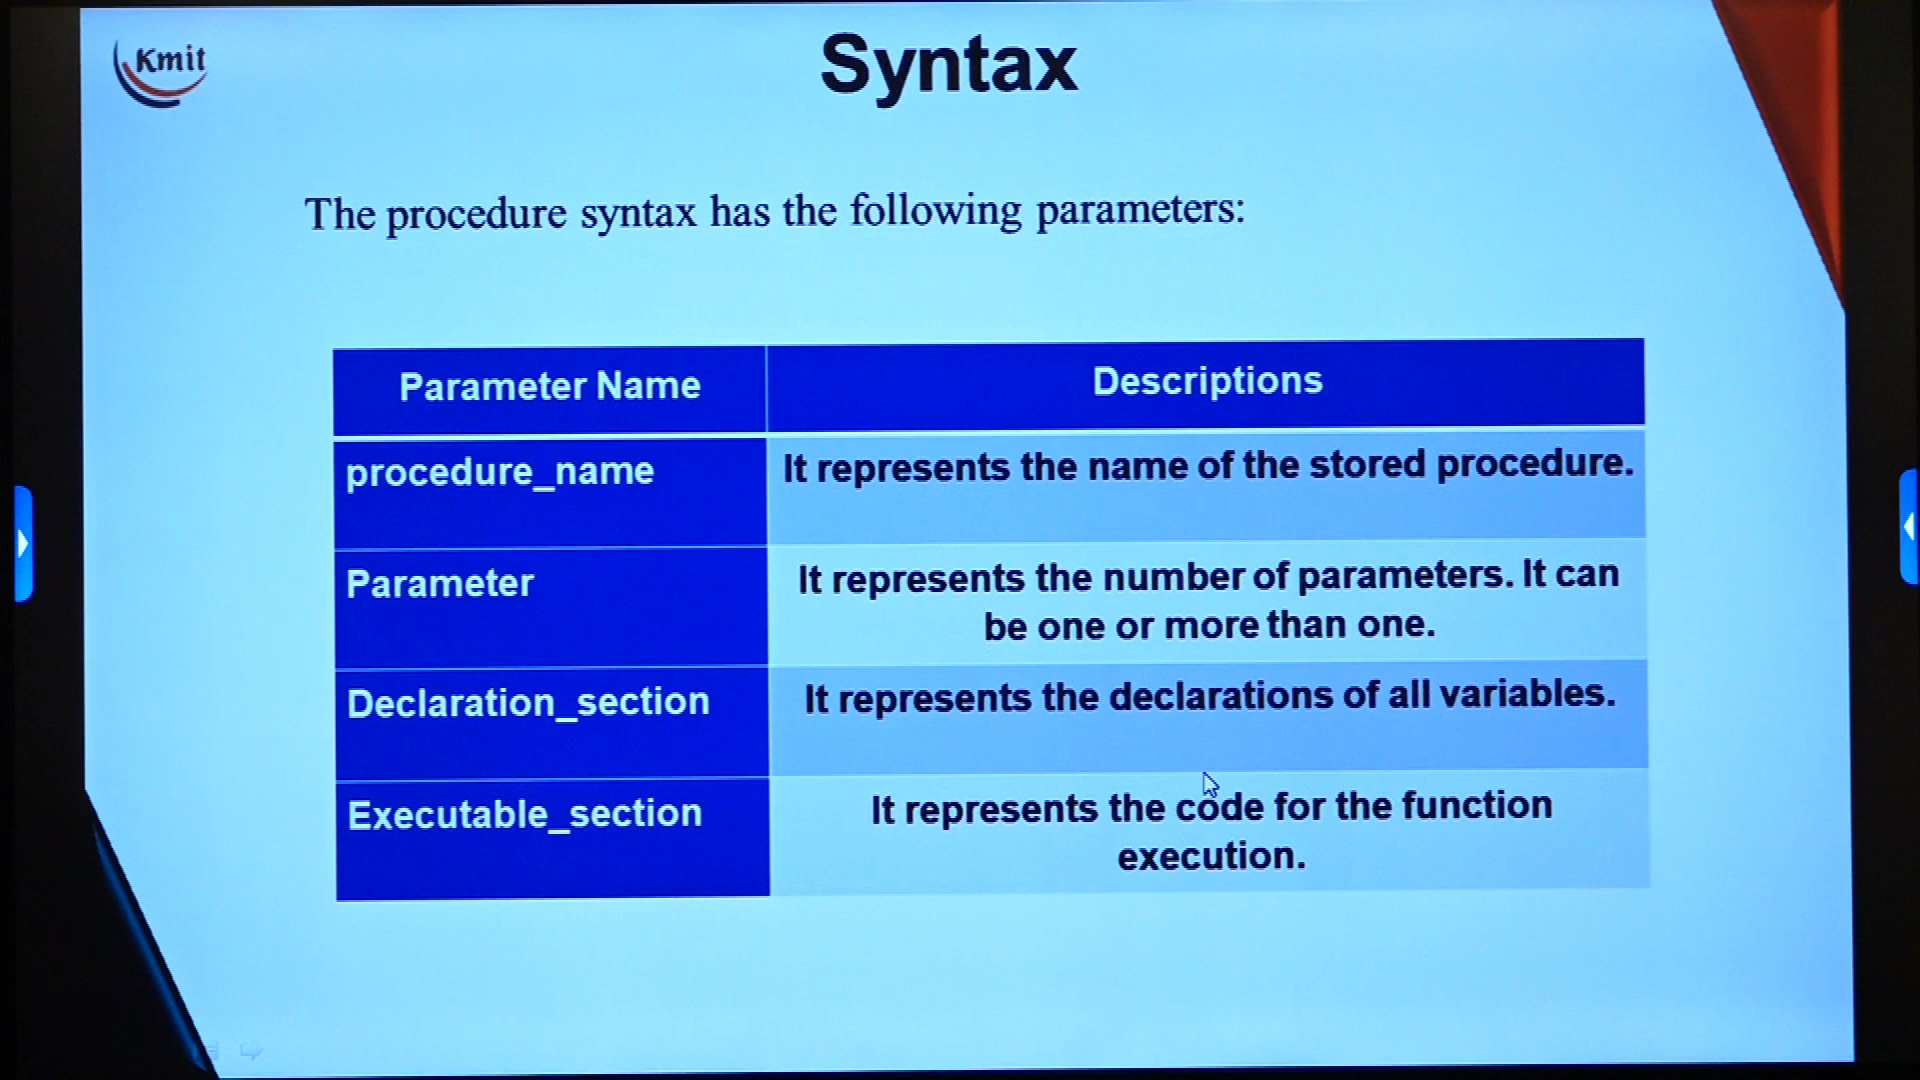 Kmit
Syntax
The procedure syntax has the following parameters:
Parameter Name
Descriptions
procedure_name
It represents the name of the stored procedure.
Parameter
It represents the number of parameters. It can
be one or more than one.
Declaration_section
It represents the declarations of all variables.
Executable_section
It represents the code for the function
execution.